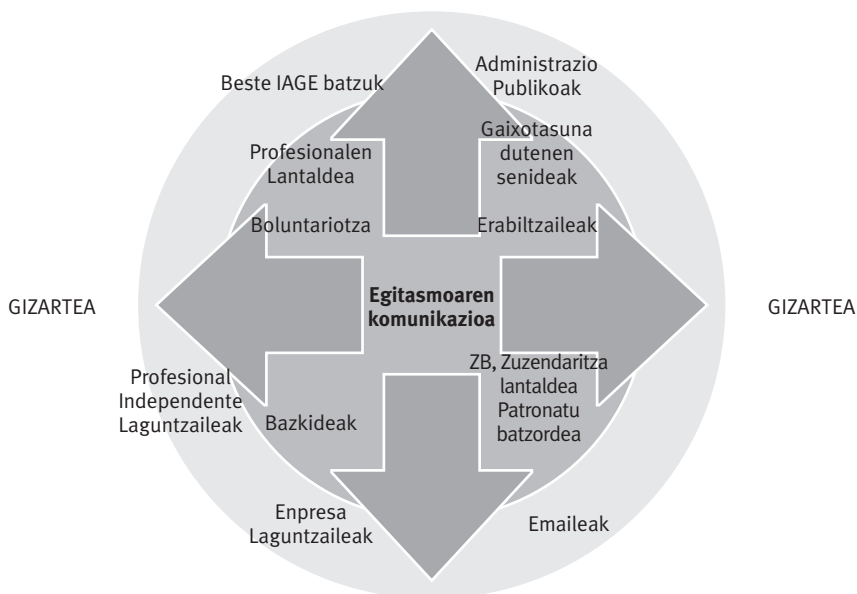 Beste IAGE batzuk
Administrazio
Publikoak
Profesionalen
Lantaldea
Gaixotasuna
dutenen
senideak
Boluntariotza
Erabiltzaileak
GIZARTEA
Egitasmoaren
komunikazioa
GIZARTEA
Profesional
Independente
Laguntzaileak
Bazkideak
ZB, Zuzendaritza
lantaldea
Patronatu
batzordea
Enpresa
Laguntzaileak
Emaileak